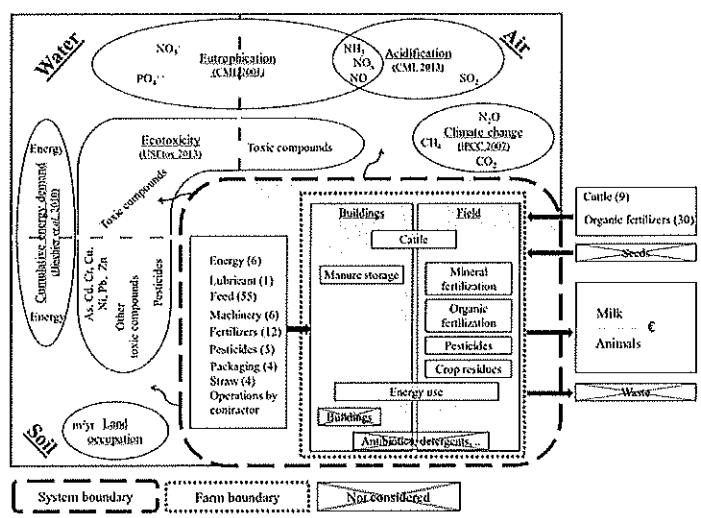 Water
Air
NO₃⁻
PO₄⁻⁻
Eutrophication
(CML 2001)
NH₃
NOₓ
NO
Acidification
(CML 2013)
SO₂
N₂O
CH₄
Climate change
(IPCC, 2007)
CO₂
Energy
Cumulative energy demand
Energy
Ecotoxicity
(USEtox 2013)
Toxic compounds
Toxic compounds
As, Cd, Cr, Cu,
Ni, Pb, Zn
Other
toxic compounds
Pesticides
Energy (6)
Lubricant (1)
Feed (55)
Machinery (6)
Fertilizers (12)
Pesticides (5)
Packaging (4)
Straw (4)
Operations by
contractor
Buildings
Field
Cattle
Manure storage
Mineral
fertilization
Organic
fertilization
Pesticides
Crop residues
Energy use
Buildings
Antibiotics, detergents, ..
Cattle (9)
Organic fertilizers (30)
Seeds
Milk
€
Animals
Waste
Soil
m²yr Land
occupation
System boundary
Farm boundary
Not considered